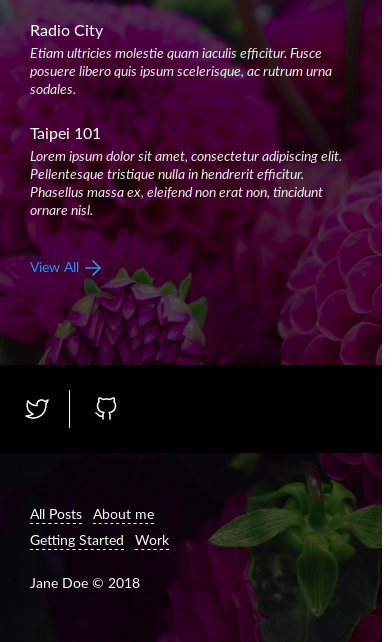 Radio City
Etiam ultricies molestie quam iaculis efficitur. Fusce
posuere libero quis ipsum scelerisque, ac rutrum urna
sodales.
Taipei 101
Lorem ipsum dolor sit amet, consectetur adipiscing elit.
Pellentesque tristique nulla in hendrerit efficitur.
Phasellus massa ex, eleifend non erat non, tincidunt
ornare nisl.
View All
All Posts About me
Getting Started Work
Jane Doe © 2018